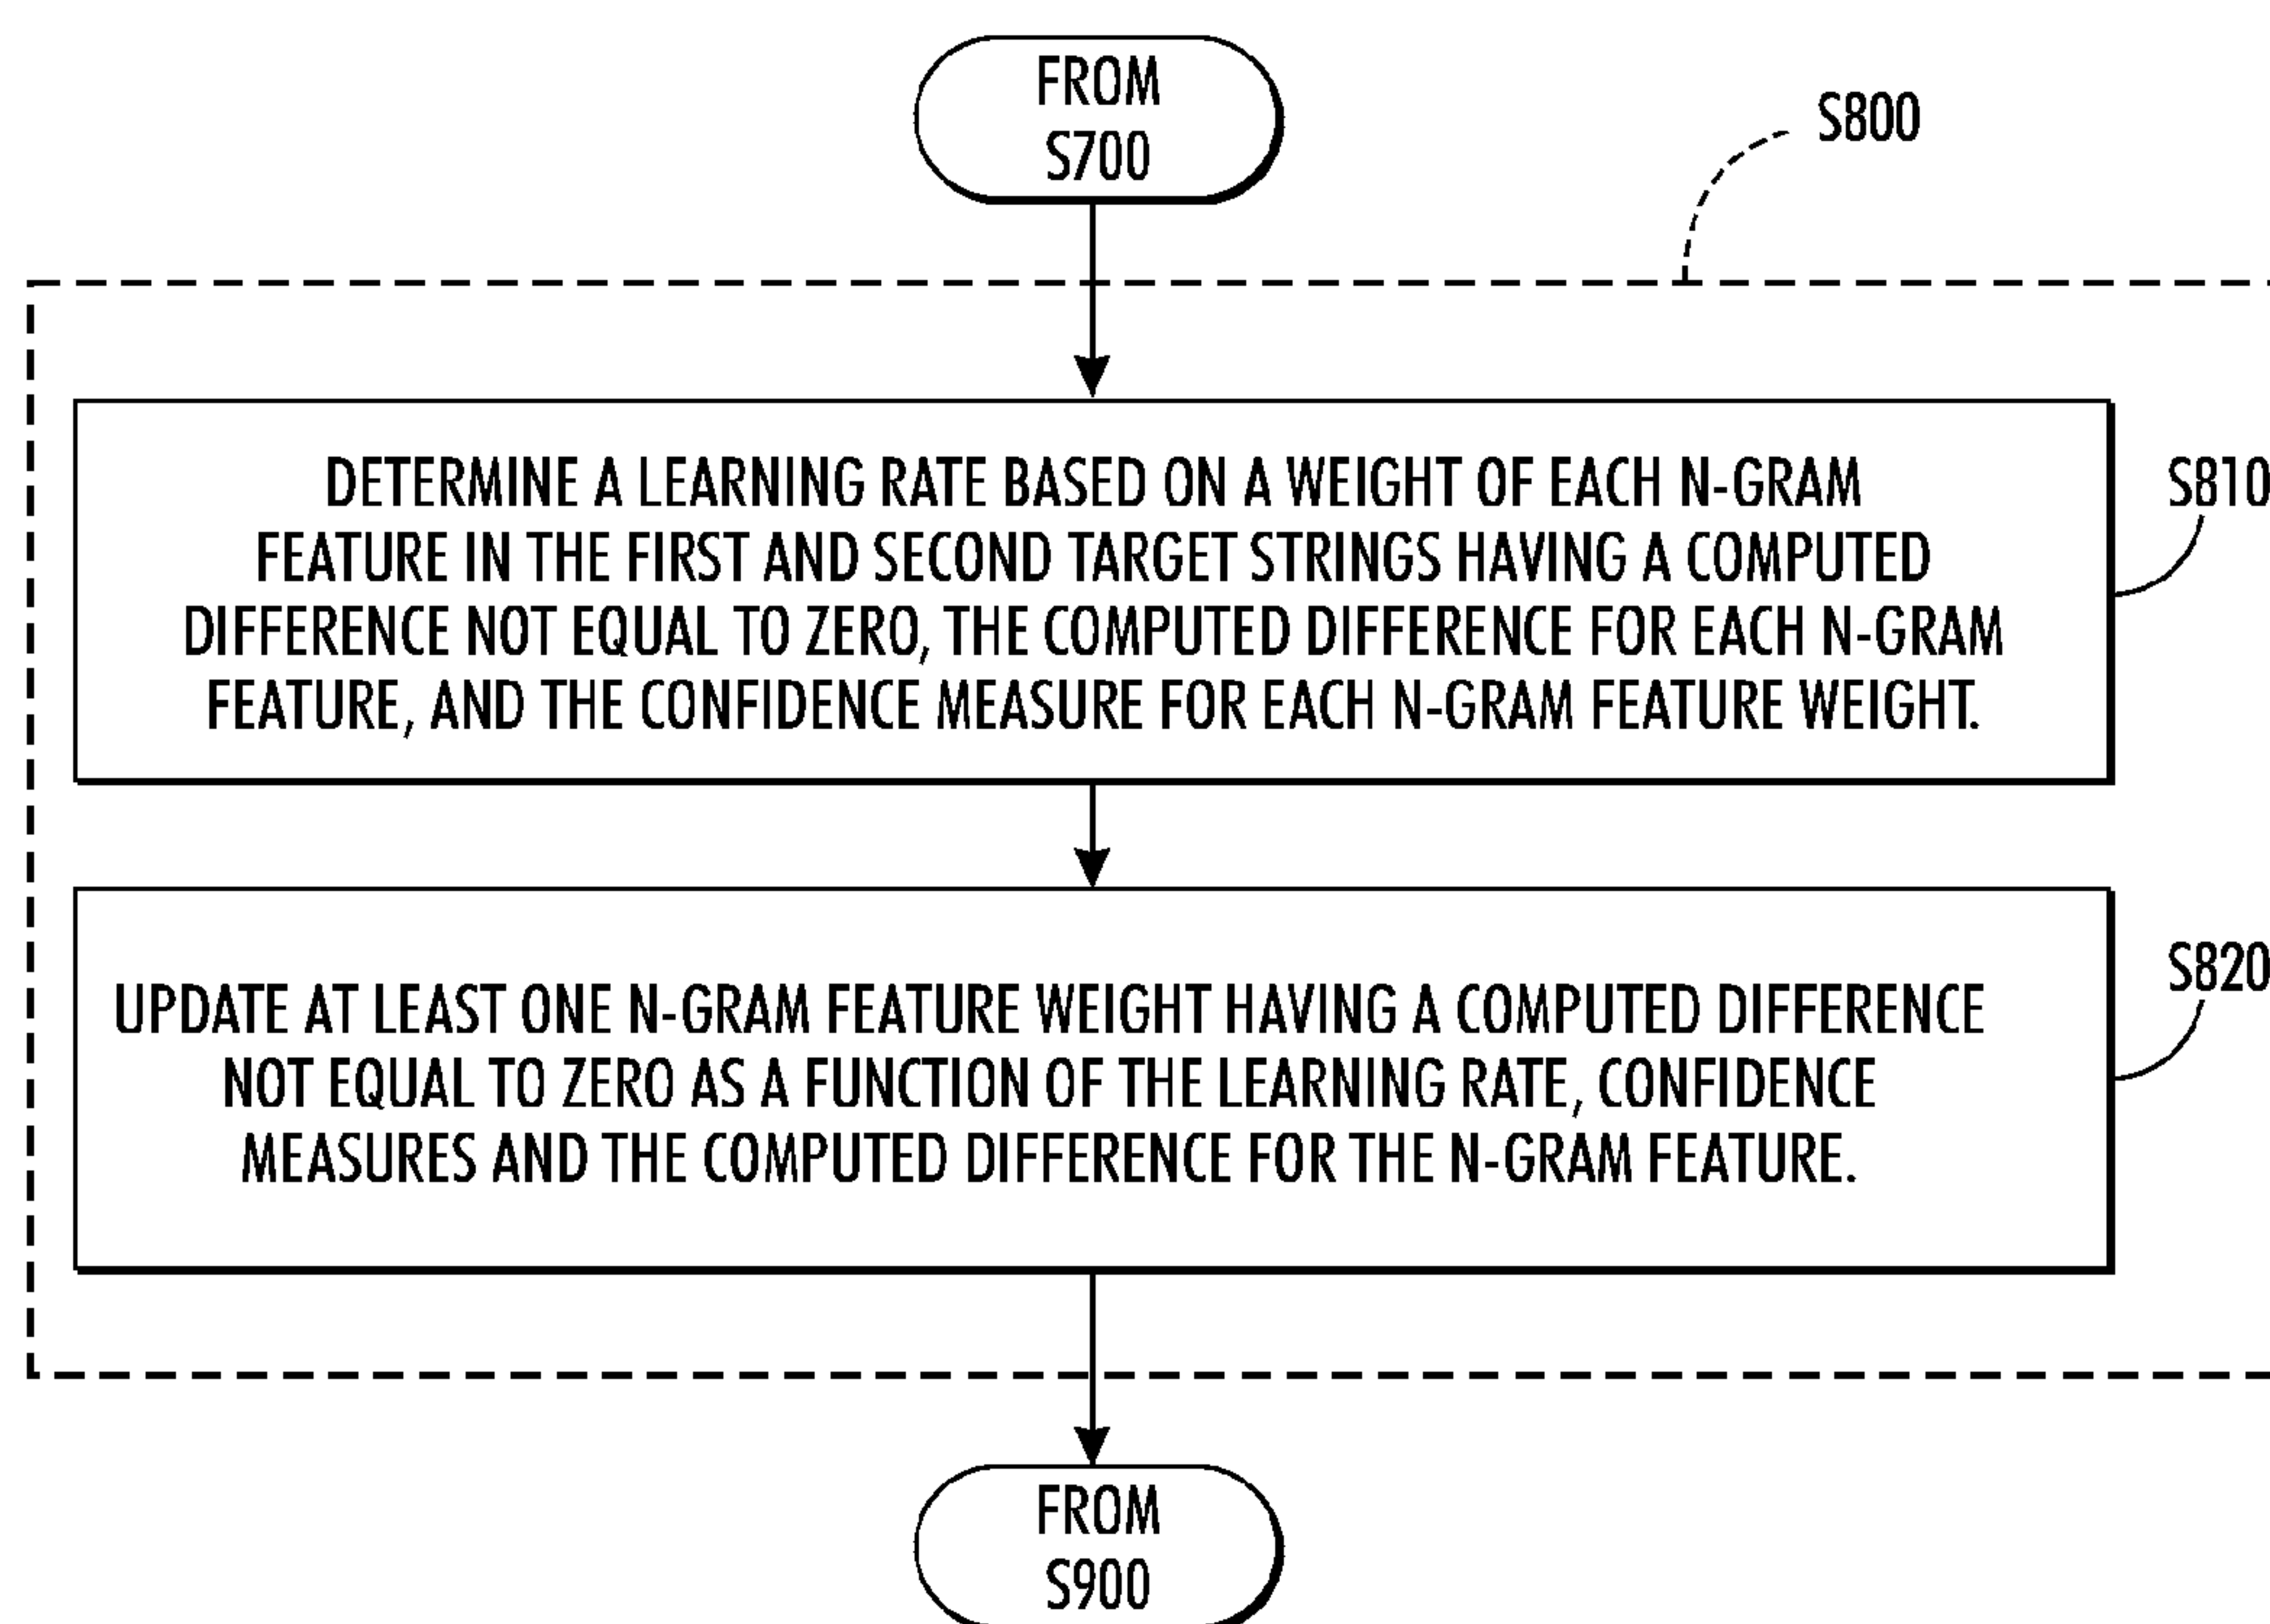 FROM
S700
S800
DETERMINE A LEARNING RATE BASED ON A WEIGHT OF EACH N-GRAM
FEATURE IN THE FIRST AND SECOND TARGET STRINGS HAVING A COMPUTED
DIFFERENCE NOT EQUAL TO ZERO, THE COMPUTED DIFFERENCE FOR EACH N-GRAM
FEATURE, AND THE CONFIDENCE MEASURE FOR EACH N-GRAM FEATURE WEIGHT.
S810
UPDATE AT LEAST ONE N-GRAM FEATURE WEIGHT HAVING A COMPUTED DIFFERENCE
NOT EQUAL TO ZERO AS A FUNCTION OF THE LEARNING RATE, CONFIDENCE
MEASURES AND THE COMPUTED DIFFERENCE FOR THE N-GRAM FEATURE.
S820
FROM
S900